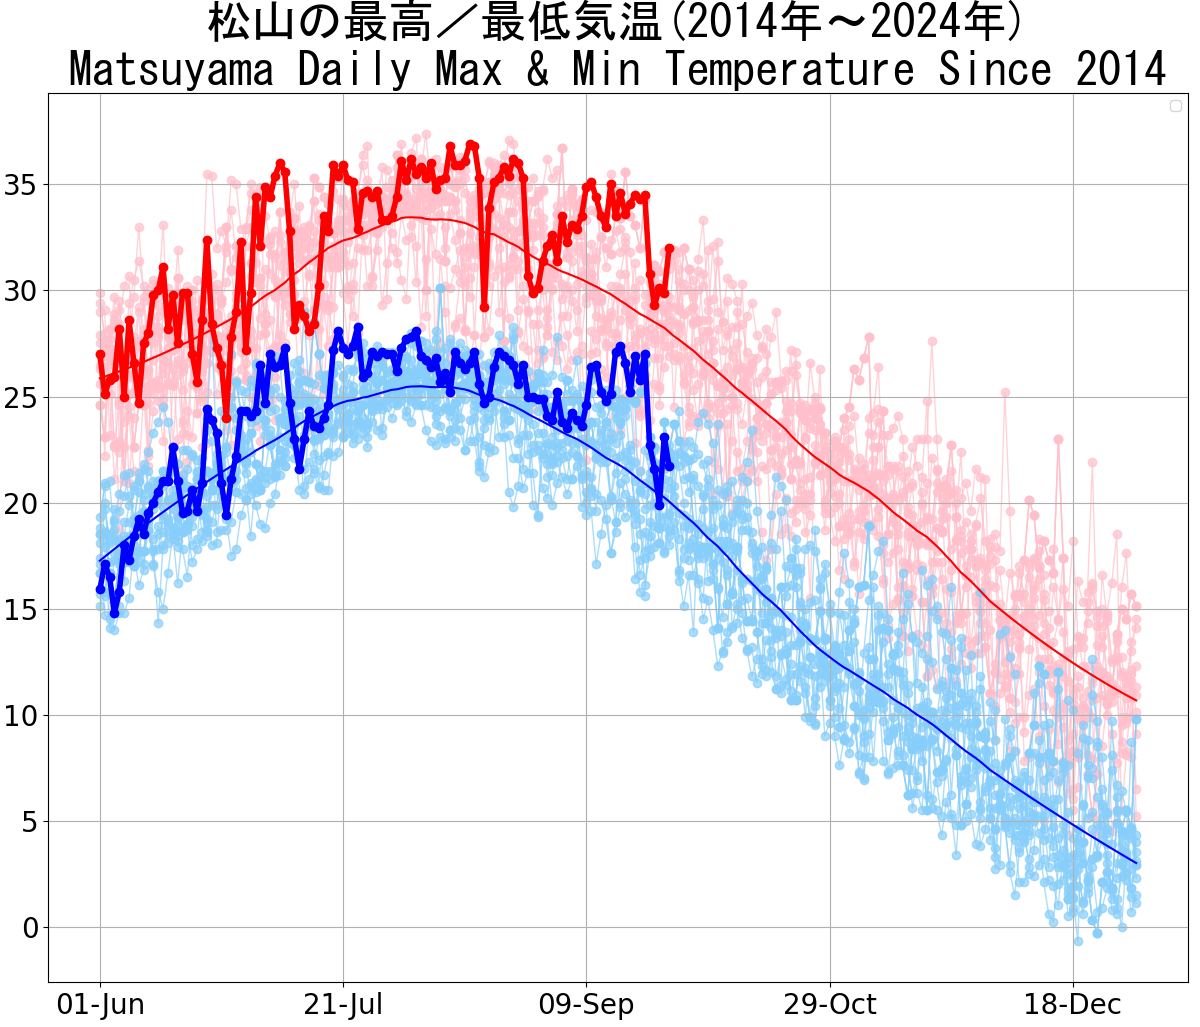 松山の最高／最低気温(2014年～2024年)
Matsuyama Daily Max & Min Temperature Since 2014
35
30
25
20
15
10
5
0
01-Jun 21-Jul 09-Sep 29-Oct 18-Dec